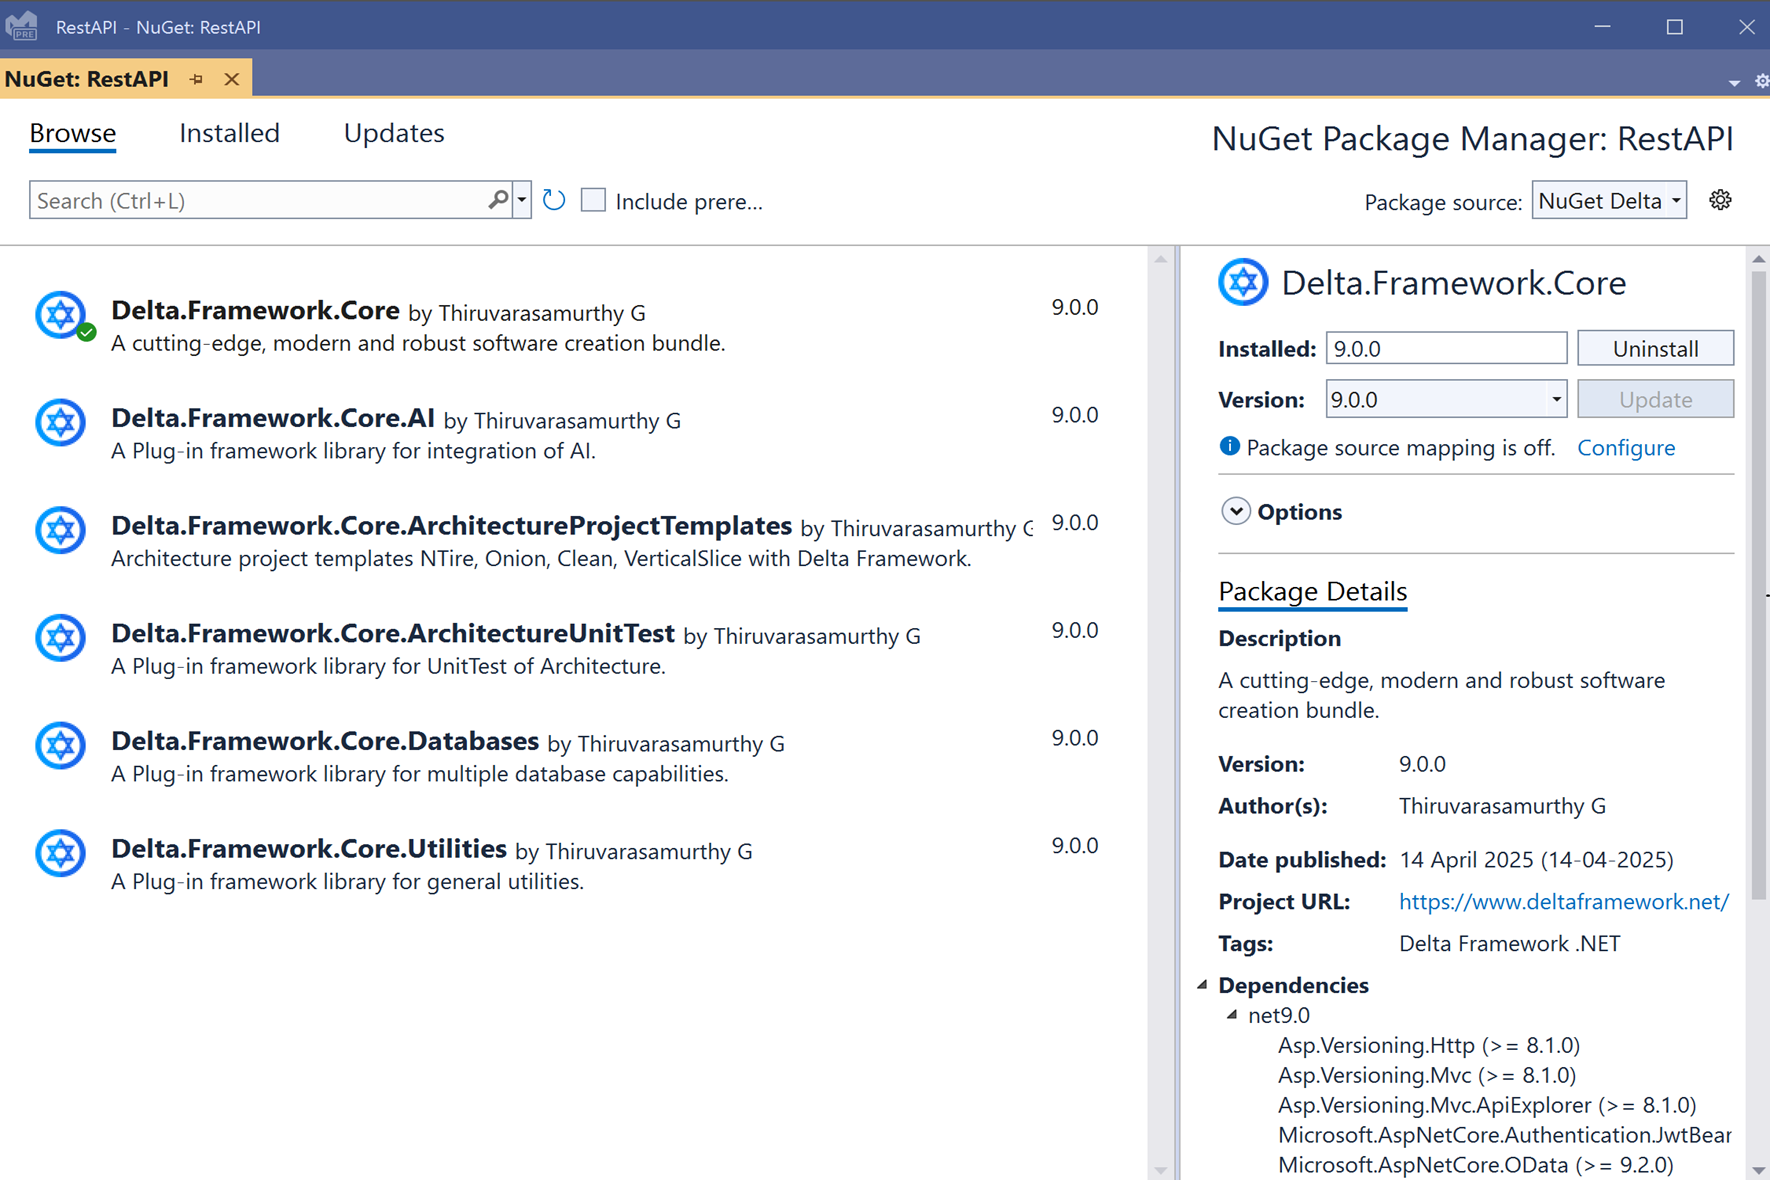 PRE
RestAPI - NuGet: RestAPI
NuGet: RestAPI
Browse
Installed
Updates
NuGet Package Manager: RestAPI
Search (Ctrl+L)
Include prere...
Package source:
NuGet Delta
Delta.Framework.Core by Thiruvarasamurthy G
9.0.0
A cutting-edge, modern and robust software creation bundle.
Delta.Framework.Core.AI by Thiruvarasamurthy G
9.0.0
A Plug-in framework library for integration of AI.
Delta.Framework.Core.ArchitectureProjectTemplates by Thiruvarasamurthy G
9.0.0
Architecture project templates NTire, Onion, Clean, VerticalSlice with Delta Framework.
Delta.Framework.Core.ArchitectureUnitTest by Thiruvarasamurthy G
9.0.0
A Plug-in framework library for UnitTest of Architecture.
Delta.Framework.Core.Databases by Thiruvarasamurthy G
9.0.0
A Plug-in framework library for multiple database capabilities.
Delta.Framework.Core.Utilities by Thiruvarasamurthy G
9.0.0
A Plug-in framework library for general utilities.
Delta.Framework.Core
Installed: 9.0.0 Uninstall
Version: 9.0.0 Update
Package source mapping is off. Configure
Options
Package Details
Description
A cutting-edge, modern and robust software
creation bundle.
Version: 9.0.0
Author(s): Thiruvarasamurthy G
Date published: 14 April 2025 (14-04-2025)
Project URL: https://www.deltaframework.net/
Tags: Delta Framework .NET
Dependencies
net9.0
Asp.Versioning.Http (>= 8.1.0)
Asp.Versioning.Mvc (>= 8.1.0)
Asp.Versioning.Mvc.ApiExplorer (>= 8.1.0)
Microsoft.AspNetCore.Authentication.JwtBear
Microsoft.AspNetCore.OData (>= 9.2.0)